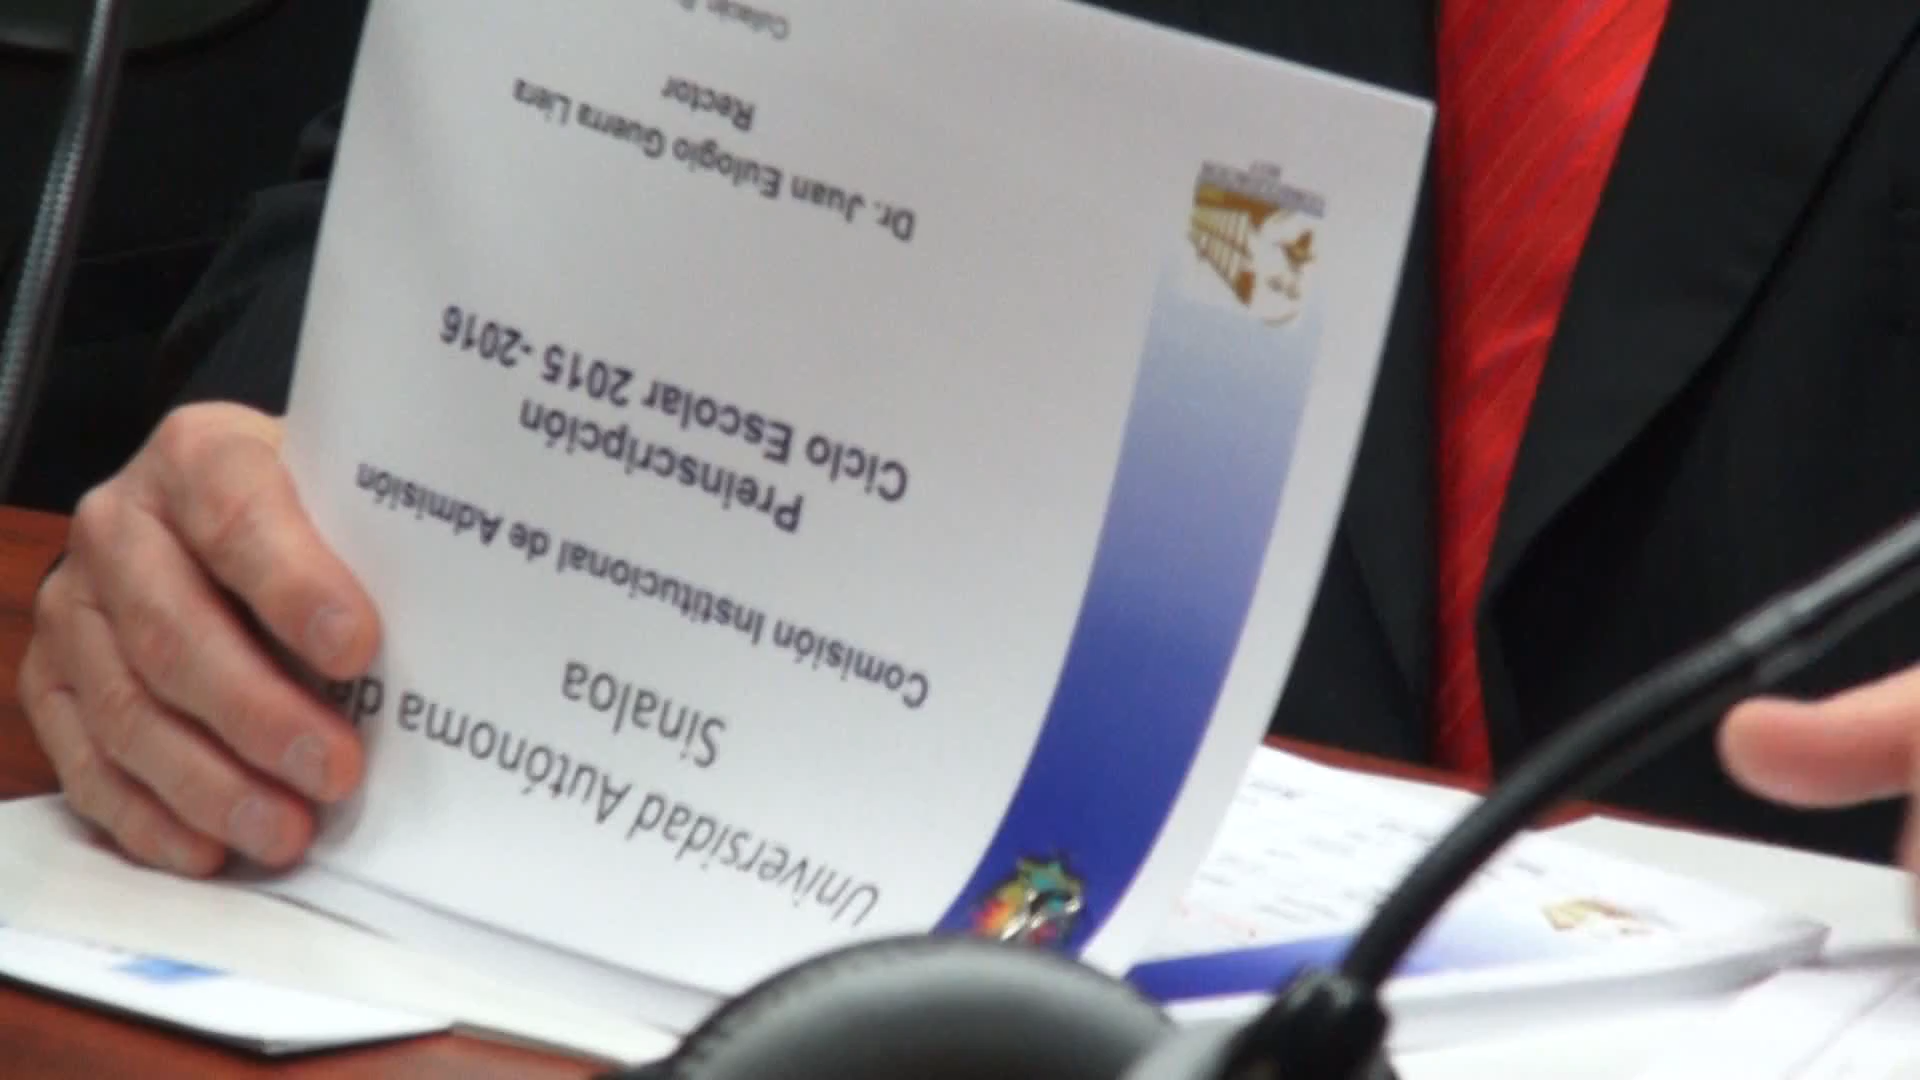 Universidad Autónoma de
Sinaloa
Comisión Institucional de Admisión
Preinscripción
Ciclo Escolar 2015-2016
Dr. Juan Eulogio Guerra Liera
Rector